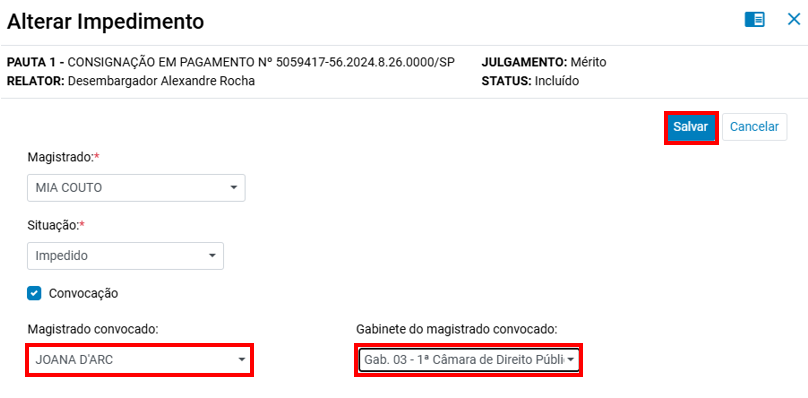 Alterar Impedimento
PAUTA 1 - CONSIGNAÇÃO EM PAGAMENTO Nº 5059417-56.2024.8.26.0000/SP
JULGAMENTO: Mérito
RELATOR: Desembargador Alexandre Rocha
STATUS: Incluído
Salvar
Cancelar
Magistrado:*
MIA COUTO
Situação:*
Impedido
Convocação
Magistrado convocado:
Gabinete do magistrado convocado:
JOANA D'ARC
Gab. 03 - 1ª Câmara de Direito Públi